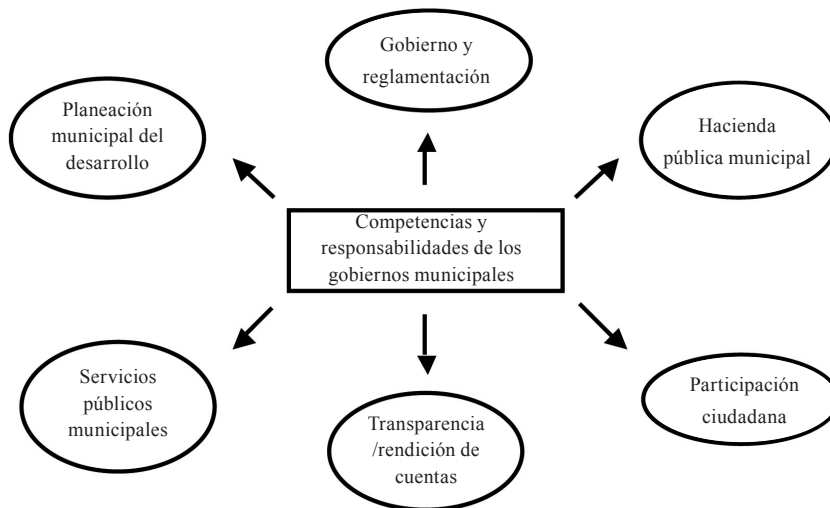 Gobierno y
reglamentación
Planeación
municipal del
desarrollo
Hacienda
pública municipal
Competencias y
responsabilidades de los
gobiernos municipales
Servicios
públicos
municipales
Transparencia
/rendición de
cuentas
Participación
ciudadana